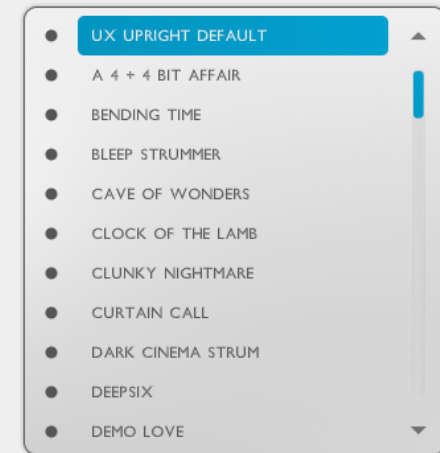 UX UPRIGHT DEFAULT
A 4 + 4 BIT AFFAIR
BENDING TIME
BLEEP STRUMMER
CAVE OF WONDERS
CLOCK OF THE LAMB
CLUNKY NIGHTMARE
CURTAIN CALL
DARK CINEMA STRUM
DEEPSIX
DEMO LOVE